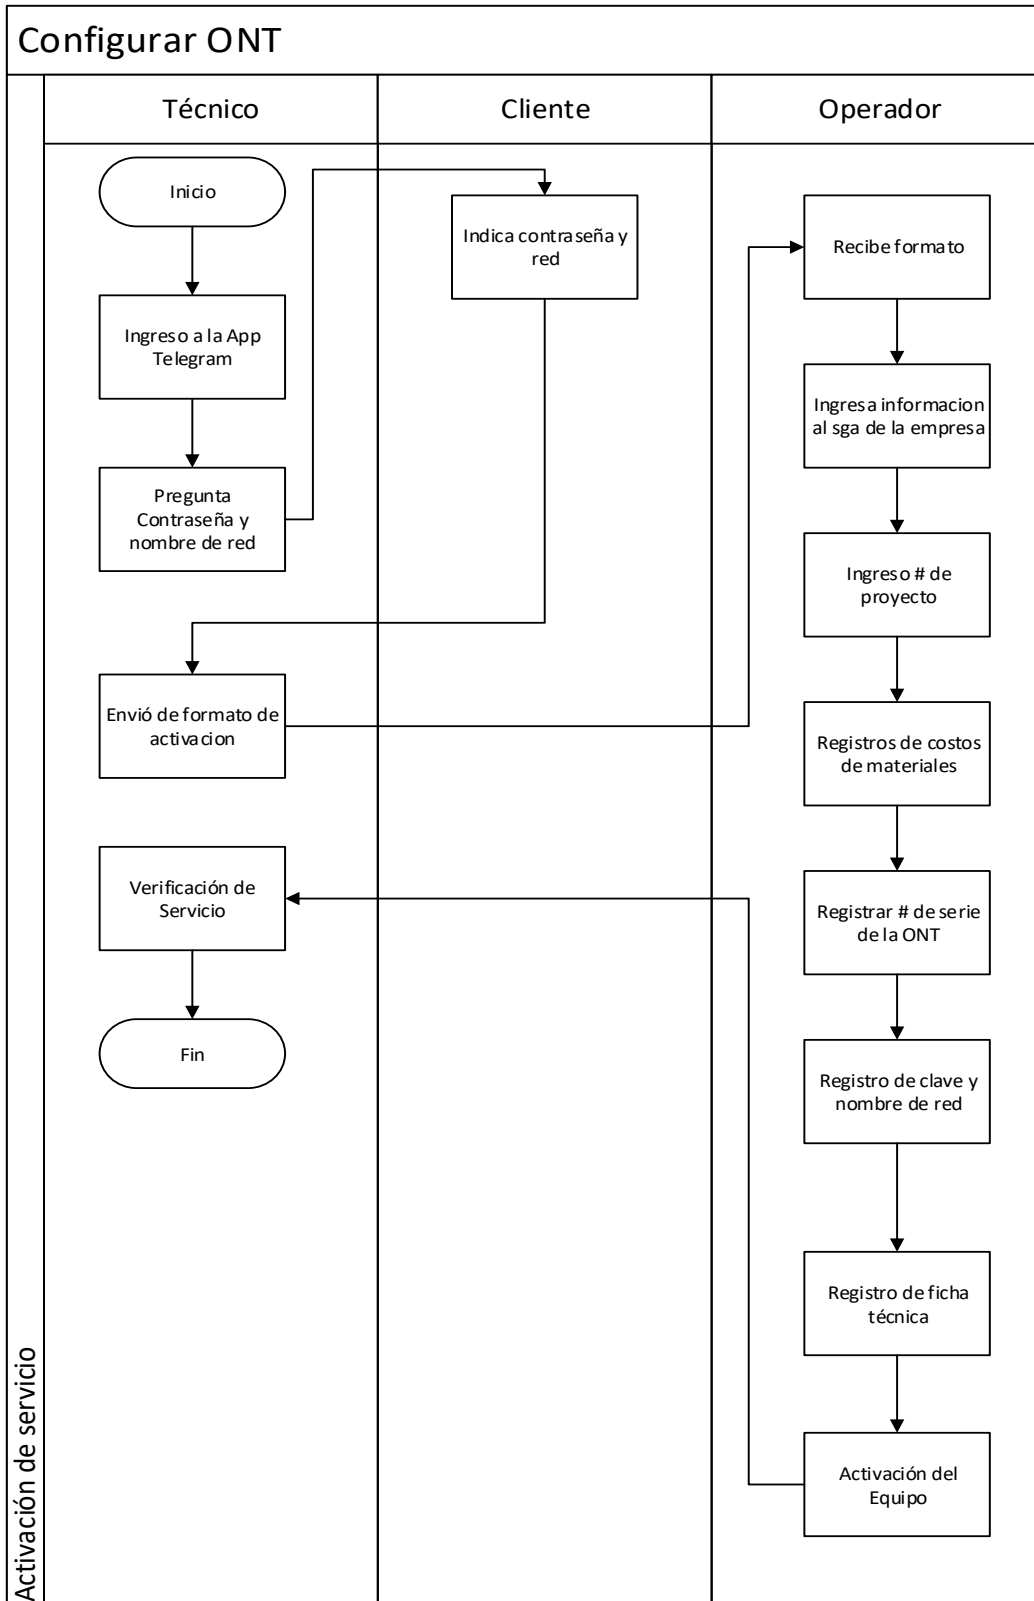 Configurar ONT
Técnico
Cliente
Operador
Activación de servicio
Inicio
Ingreso a la App
Telegram
Pregunta
Contraseña y
nombre de red
Indica contraseña y
red
Envió de formato de
activacion
Recibe formato
Ingresa informacion
al sga de la empresa
Ingreso # de
proyecto
Registros de costos
de materiales
Registrar # de serie
de la ONT
Registro de clave y
nombre de red
Registro de ficha
técnica
Activación del
Equipo
Verificación de
Servicio
Fin